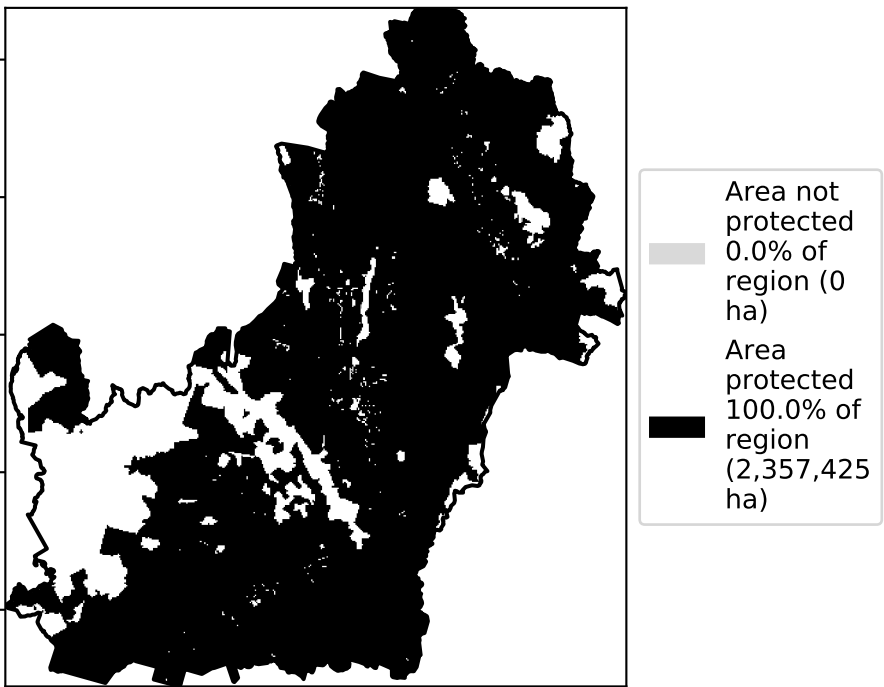 Area not
protected
0.0% of
region (0
ha)
Area
protected
100.0% of
region
(2,357,425
ha)